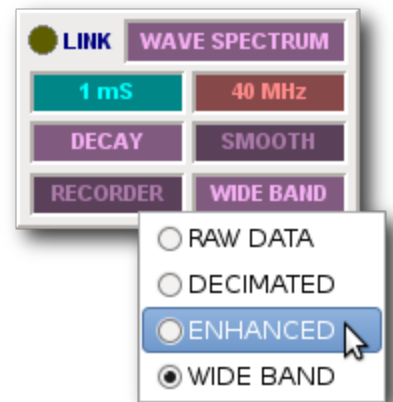 LINK WAVE SPECTRUM
1 mS 40 MHz
DECAY SMOOTH
RECORDER WIDE BAND
RAW DATA
DECIMATED
ENHANCED
WIDE BAND